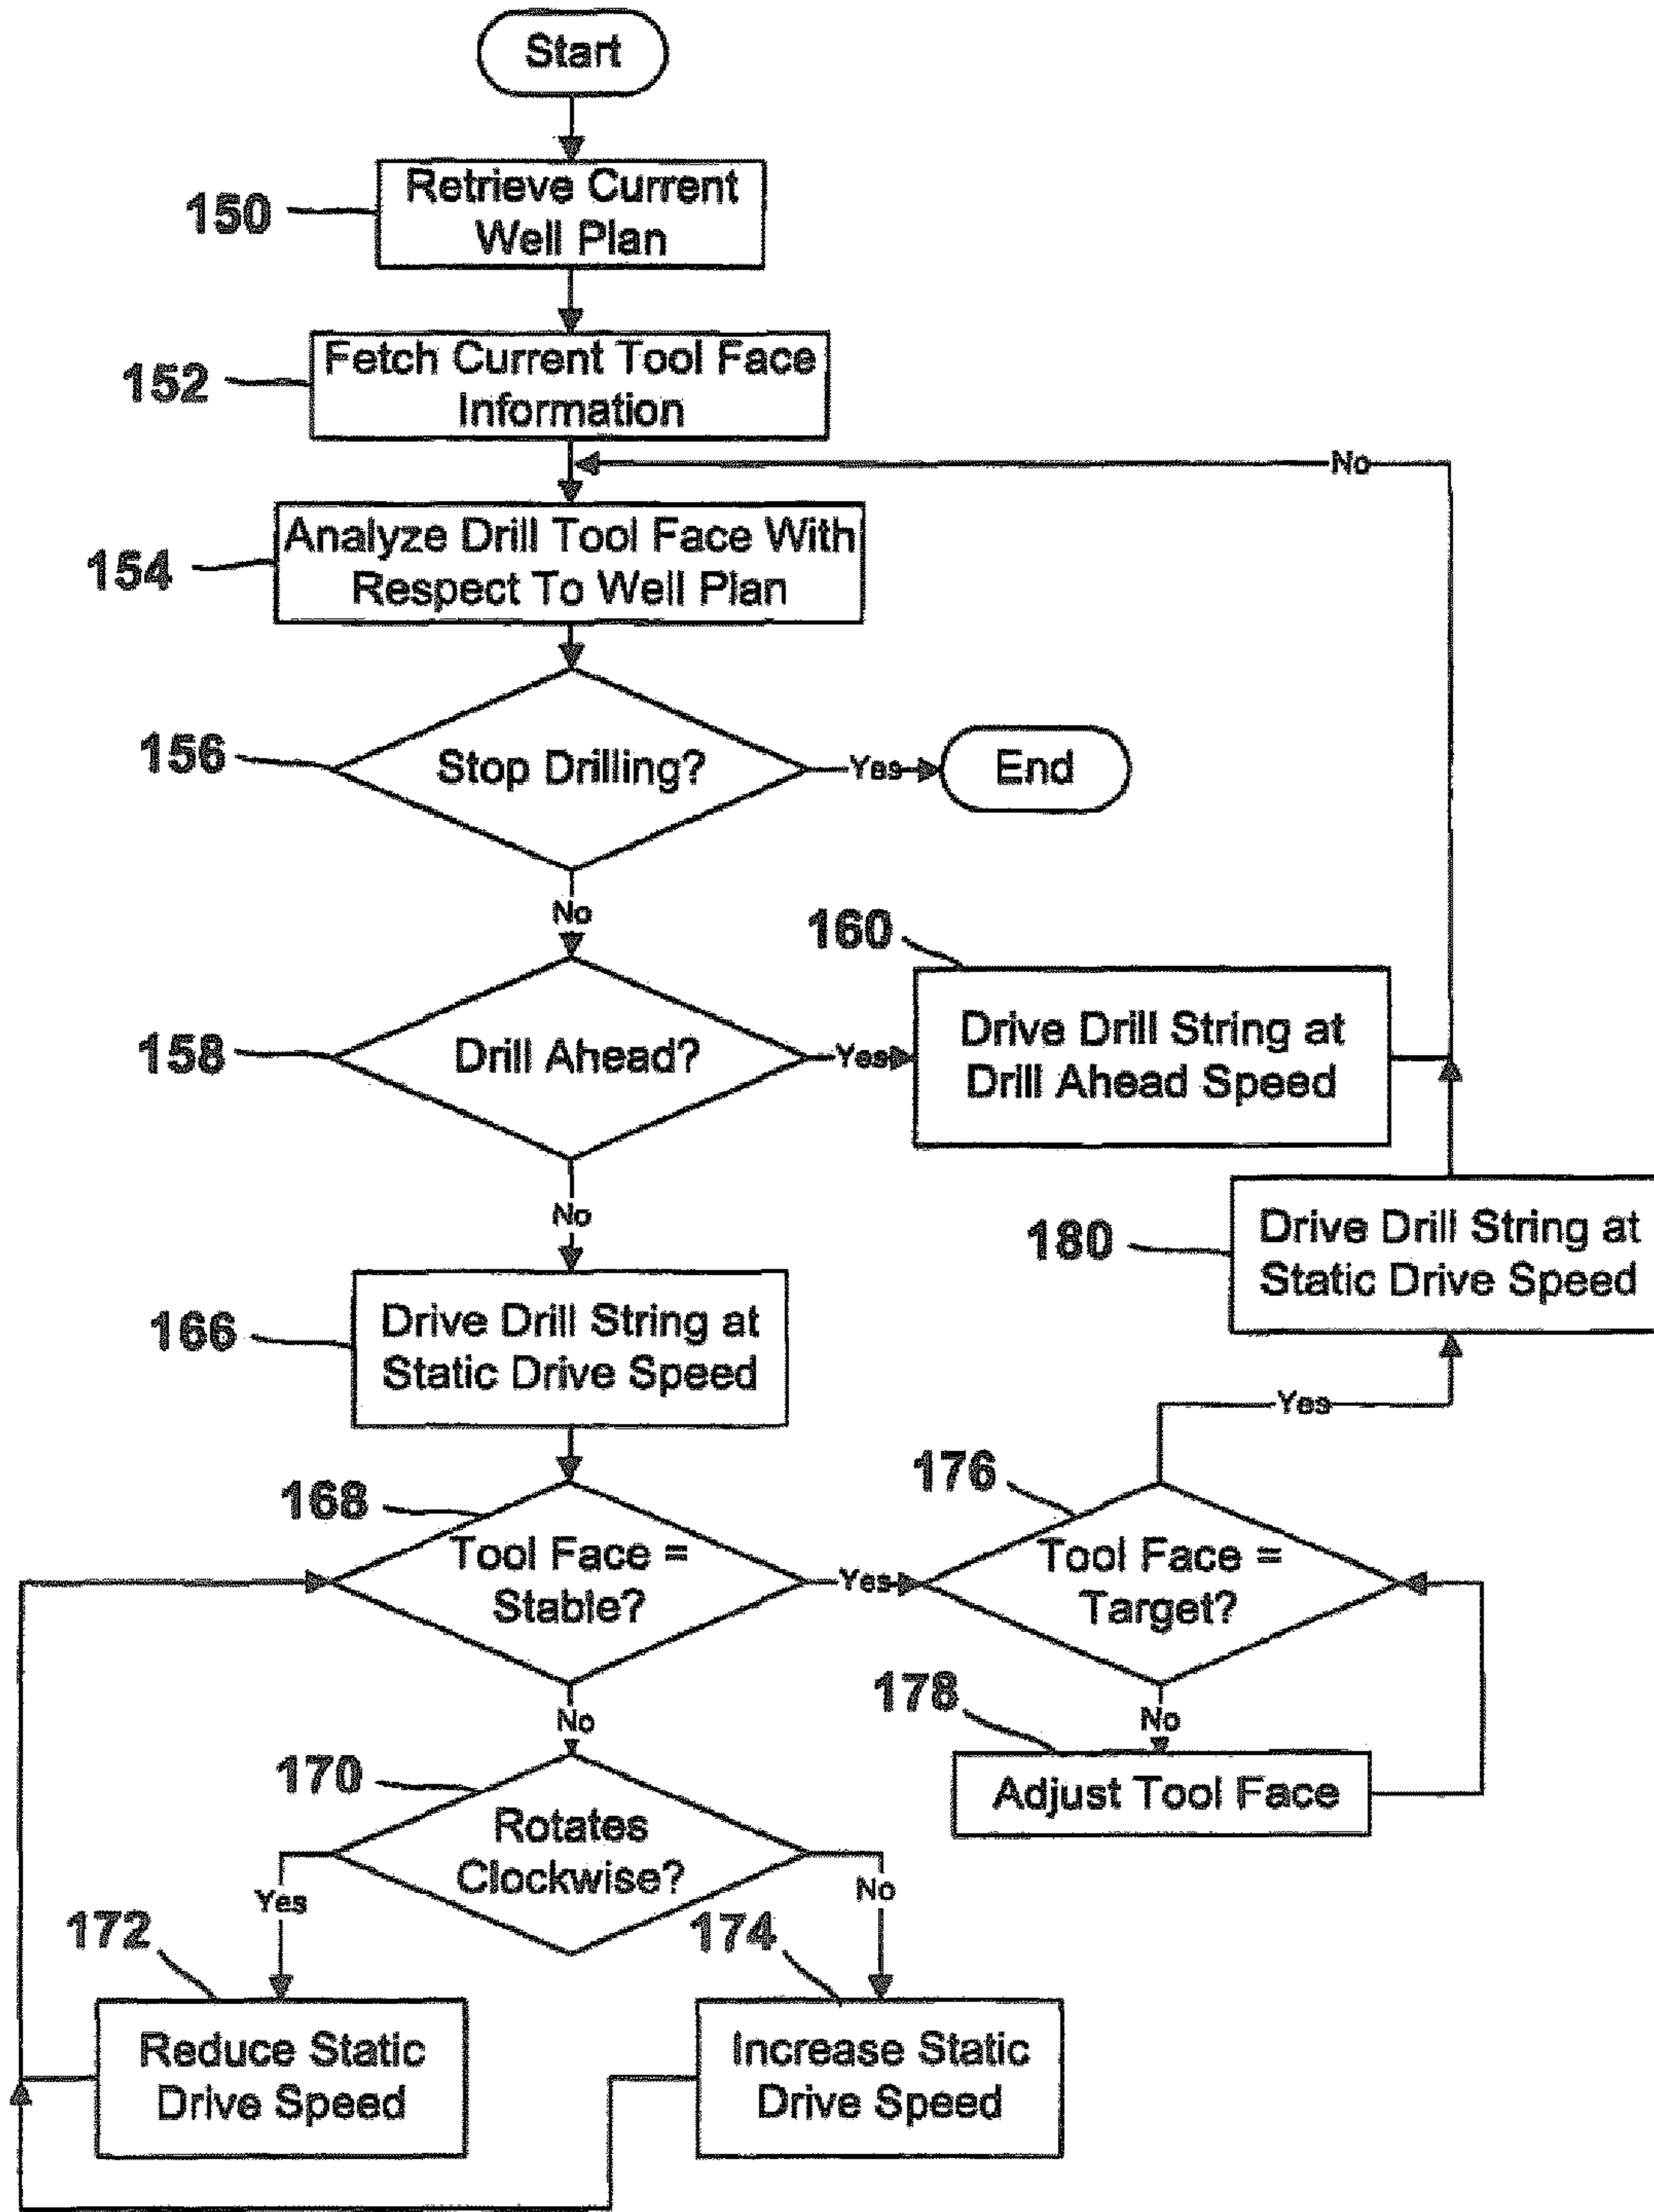 Start
150
Retrieve Current
Well Plan
152
Fetch Current Tool Face
Information
No
154
Analyze Drill Tool Face With
Respect To Well Plan
156
Stop Drilling?
Yes
End
No
160
158
Drill Ahead?
Yes
Drive Drill String at
Drill Ahead Speed
No
180
Drive Drill String at
Static Drive Speed
166
Drive Drill String at
Static Drive Speed
Yes
168
Tool Face =
Stable?
Yes
176
Tool Face =
Target?
No
178
No
Adjust Tool Face
170
Rotates
Clockwise?
Yes
No
172
174
Reduce Static
Drive Speed
Increase Static
Drive Speed